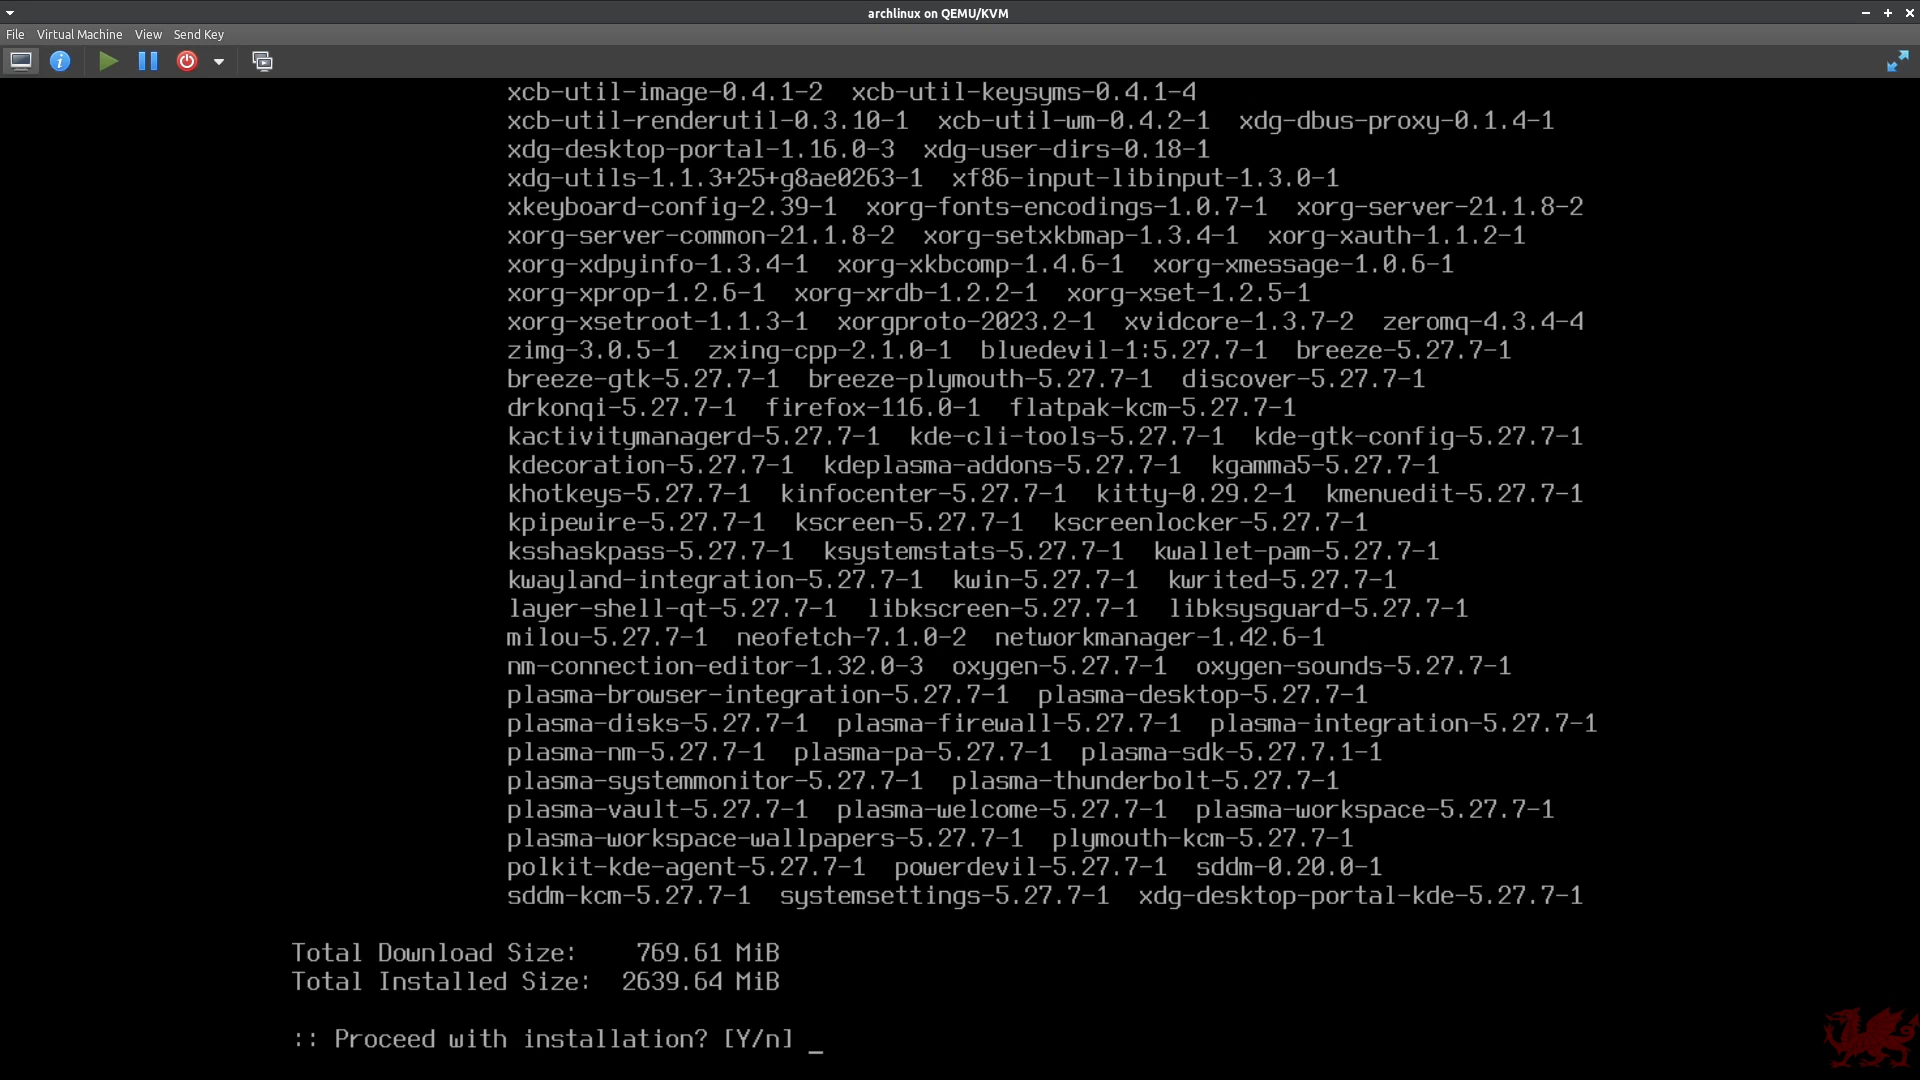 archlinux on QEMU/KVM
File Virtual Machine View Send Key
xcb-util-image-0.4.1-2 xcb-util-keysyms-0.4.1-4
xcb-util-renderutil-0.3.10-1 xcb-util-wm-0.4.2-1 xdg-dbus-proxy-0.1.4-1
xdg-desktop-portal-1.16.0-3 xdg-user-dirs-0.18-1
xdg-utils-1.1.3+25+g8ae0263-1 xf86-input-libinput-1.3.0-1
xkeyboard-config-2.39-1 xorg-fonts-encodings-1.0.7-1 xorg-server-21.1.8-2
xorg-server-common-21.1.8-2 xorg-setxkbmap-1.3.4-1 xorg-xauth-1.1.2-1
xorg-xdpyinfo-1.3.4-1 xorg-xkbcomp-1.4.6-1 xorg-xmessage-1.0.6-1
xorg-xprop-1.2.6-1 xorg-xrdb-1.2.2-1 xorg-xset-1.2.5-1
xorg-xsetroot-1.1.3-1 xorgproto-2023.2-1 xvidcore-1.3.7-2 zeromq-4.3.4-4
zimg-3.0.5-1 zxing-cpp-2.1.0-1 bluedevil-1:5.27.7-1 breeze-5.27.7-1
breeze-gtk-5.27.7-1 breeze-plymouth-5.27.7-1 discover-5.27.7-1
drkonqi-5.27.7-1 firefox-116.0-1 flatpak-kcm-5.27.7-1
kactivitymanagerd-5.27.7-1 kde-cli-tools-5.27.7-1 kde-gtk-config-5.27.7-1
kdecoration-5.27.7-1 kdeplasma-addons-5.27.7-1 kgamma5-5.27.7-1
khotkeys-5.27.7-1 kinfocenter-5.27.7-1 kitty-0.29.2-1 kmenuedit-5.27.7-1
kpipewire-5.27.7-1 kscreen-5.27.7-1 kscreenlocker-5.27.7-1
ksshaskpass-5.27.7-1 ksystemstats-5.27.7-1 kwallet-pam-5.27.7-1
kwayland-integration-5.27.7-1 kwin-5.27.7-1 kwrited-5.27.7-1
layer-shell-qt-5.27.7-1 libkscreen-5.27.7-1 libksysguard-5.27.7-1
milou-5.27.7-1 neofetch-7.1.0-2 networkmanager-1.42.6-1
nm-connection-editor-1.32.0-3 oxygen-5.27.7-1 oxygen-sounds-5.27.7-1
plasma-browser-integration-5.27.7-1 plasma-desktop-5.27.7-1
plasma-disks-5.27.7-1 plasma-firewall-5.27.7-1 plasma-integration-5.27.7-1
plasma-nm-5.27.7-1 plasma-pa-5.27.7-1 plasma-sdk-5.27.7.1-1
plasma-systemmonitor-5.27.7-1 plasma-thunderbolt-5.27.7-1
plasma-vault-5.27.7-1 plasma-welcome-5.27.7-1 plasma-workspace-5.27.7-1
plasma-workspace-wallpapers-5.27.7-1 plymouth-kcm-5.27.7-1
polkit-kde-agent-5.27.7-1 powerdevil-5.27.7-1 sddm-0.20.0-1
sddm-kcm-5.27.7-1 systemsettings-5.27.7-1 xdg-desktop-portal-kde-5.27.7-1
Total Download Size: 769.61 MiB
Total Installed Size: 2639.64 MiB
:: Proceed with installation? [Y/n] _